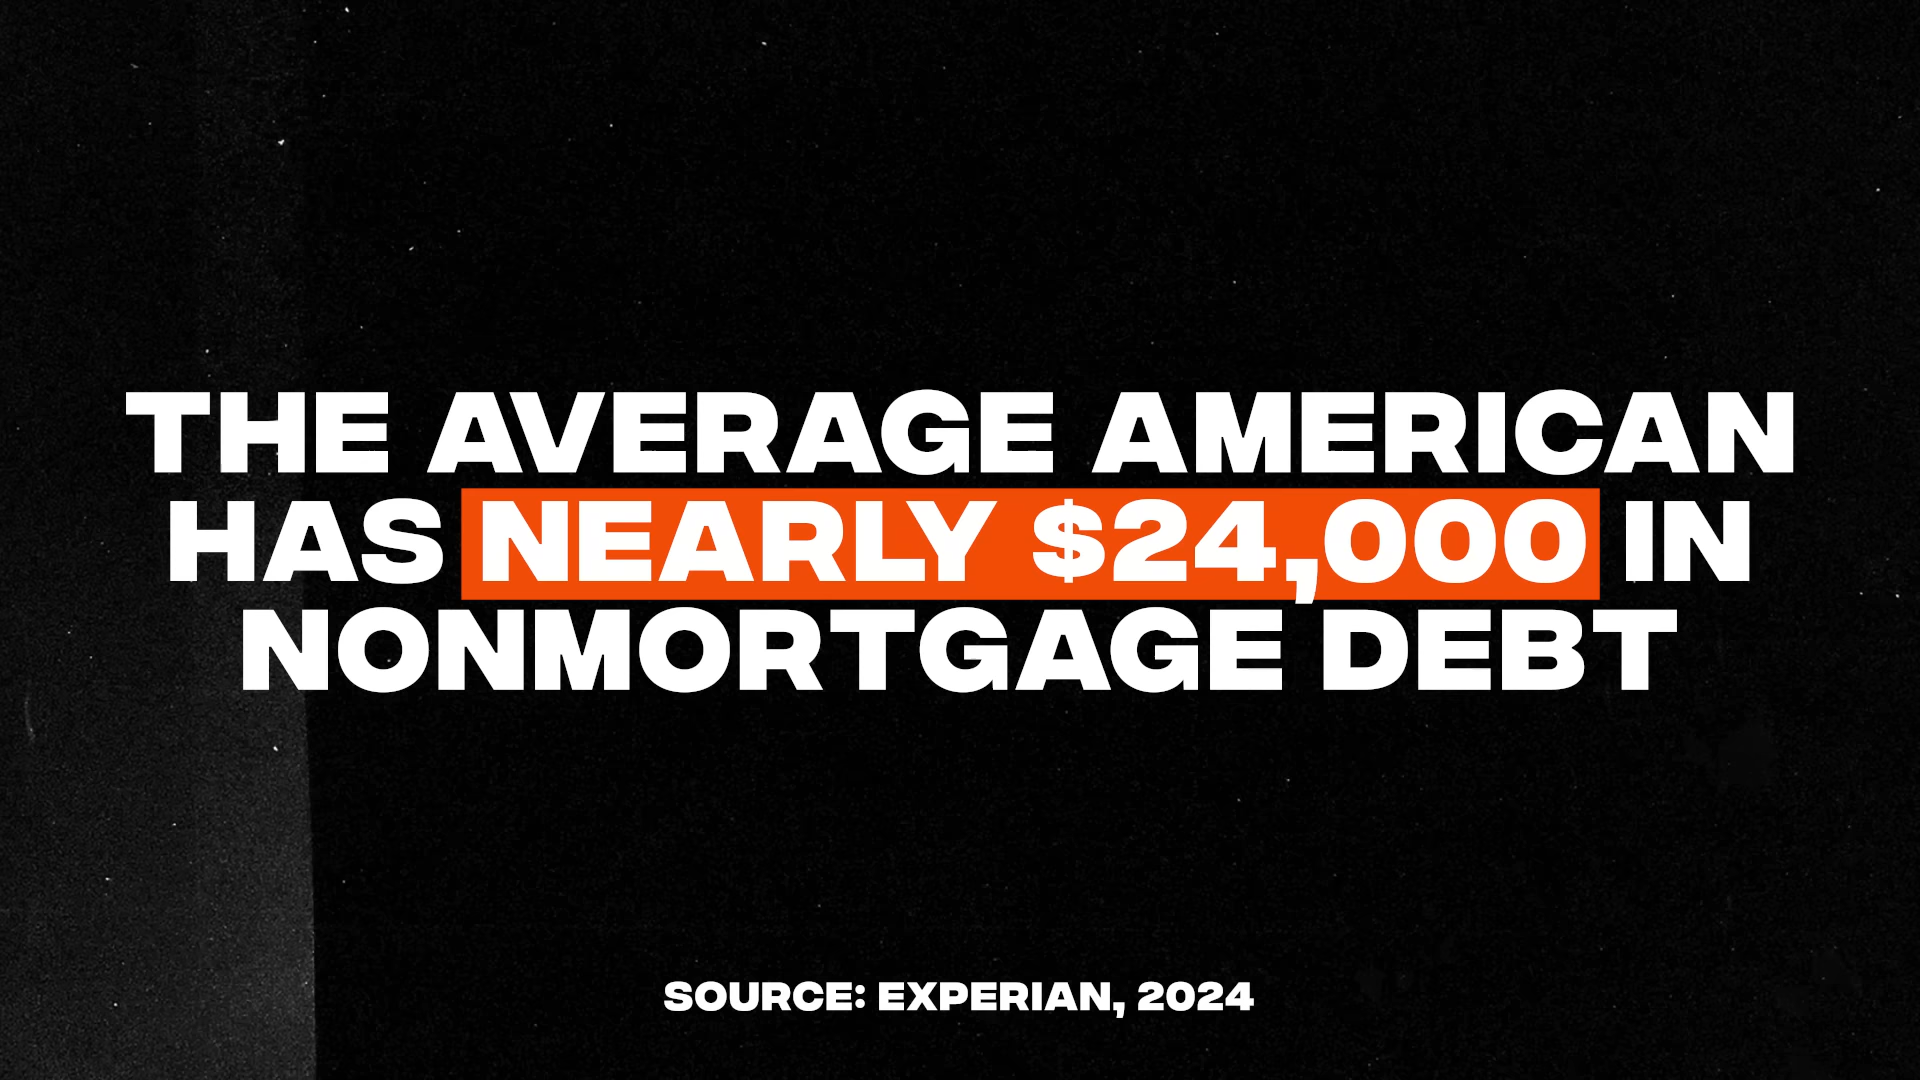 THE AVERAGE AMERICAN
HAS NEARLY $24,000 IN
NONMORTGAGE DEBT
SOURCE: EXPERIAN, 2024